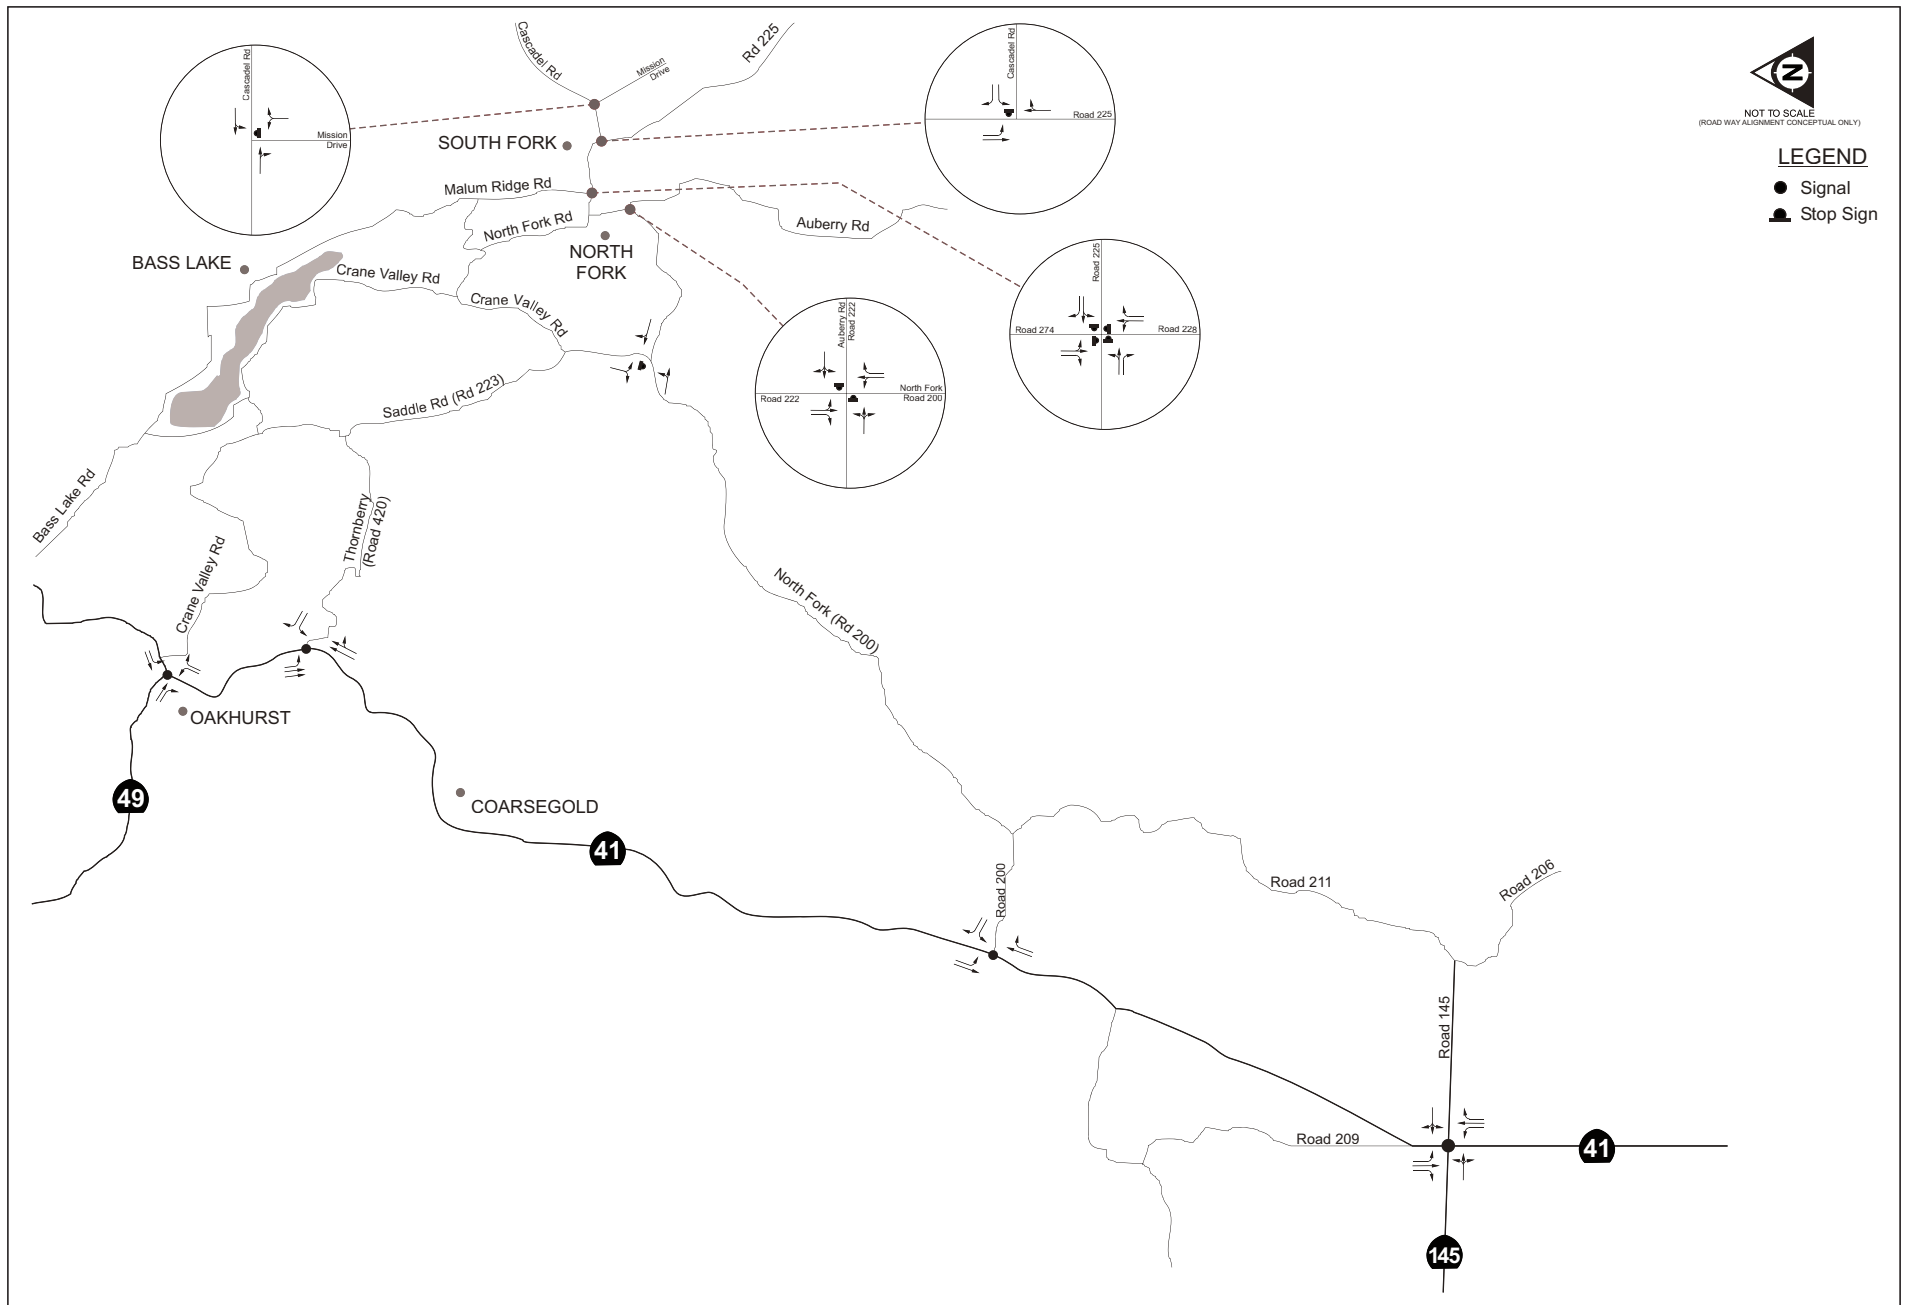 Cascadel Rd
Mission
Drive
Rd 225
Cascadel Rd
Mission
Drive
Cascadel Rd
Road 225
N
NOT TO SCALE
(ROAD WAY ALIGNMENT CONCEPTUAL ONLY)
LEGEND
Signal
Stop Sign
SOUTH FORK
Malum Ridge Rd
North Fork Rd
NORTH
FORK
Auberry Rd
BASS LAKE
Crane Valley Rd
Crane Valley Rd
Road 225
Road 274
Road 228
Auberry Rd
Road 222
Road 222
North Fork
Road 200
Saddle Rd (Rd 223)
Bass Lake Rd
Thornberry
(Road 420)
Crane Valley Rd
North Fork (Rd 200)
OAKHURST
49
COARSEGOLD
41
Road 200
Road 211
Road 206
Road 145
Road 209
41
145